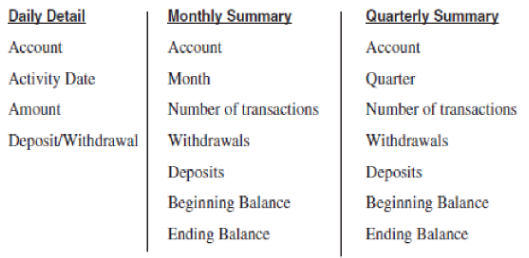 Daily Detail
Account
Activity Date
Amount
Deposit/Withdrawal
Monthly Summary
Account
Month
Number of transactions
Withdrawals
Deposits
Beginning Balance
Ending Balance
Quarterly Summary
Account
Quarter
Number of transactions
Withdrawals
Deposits
Beginning Balance
Ending Balance